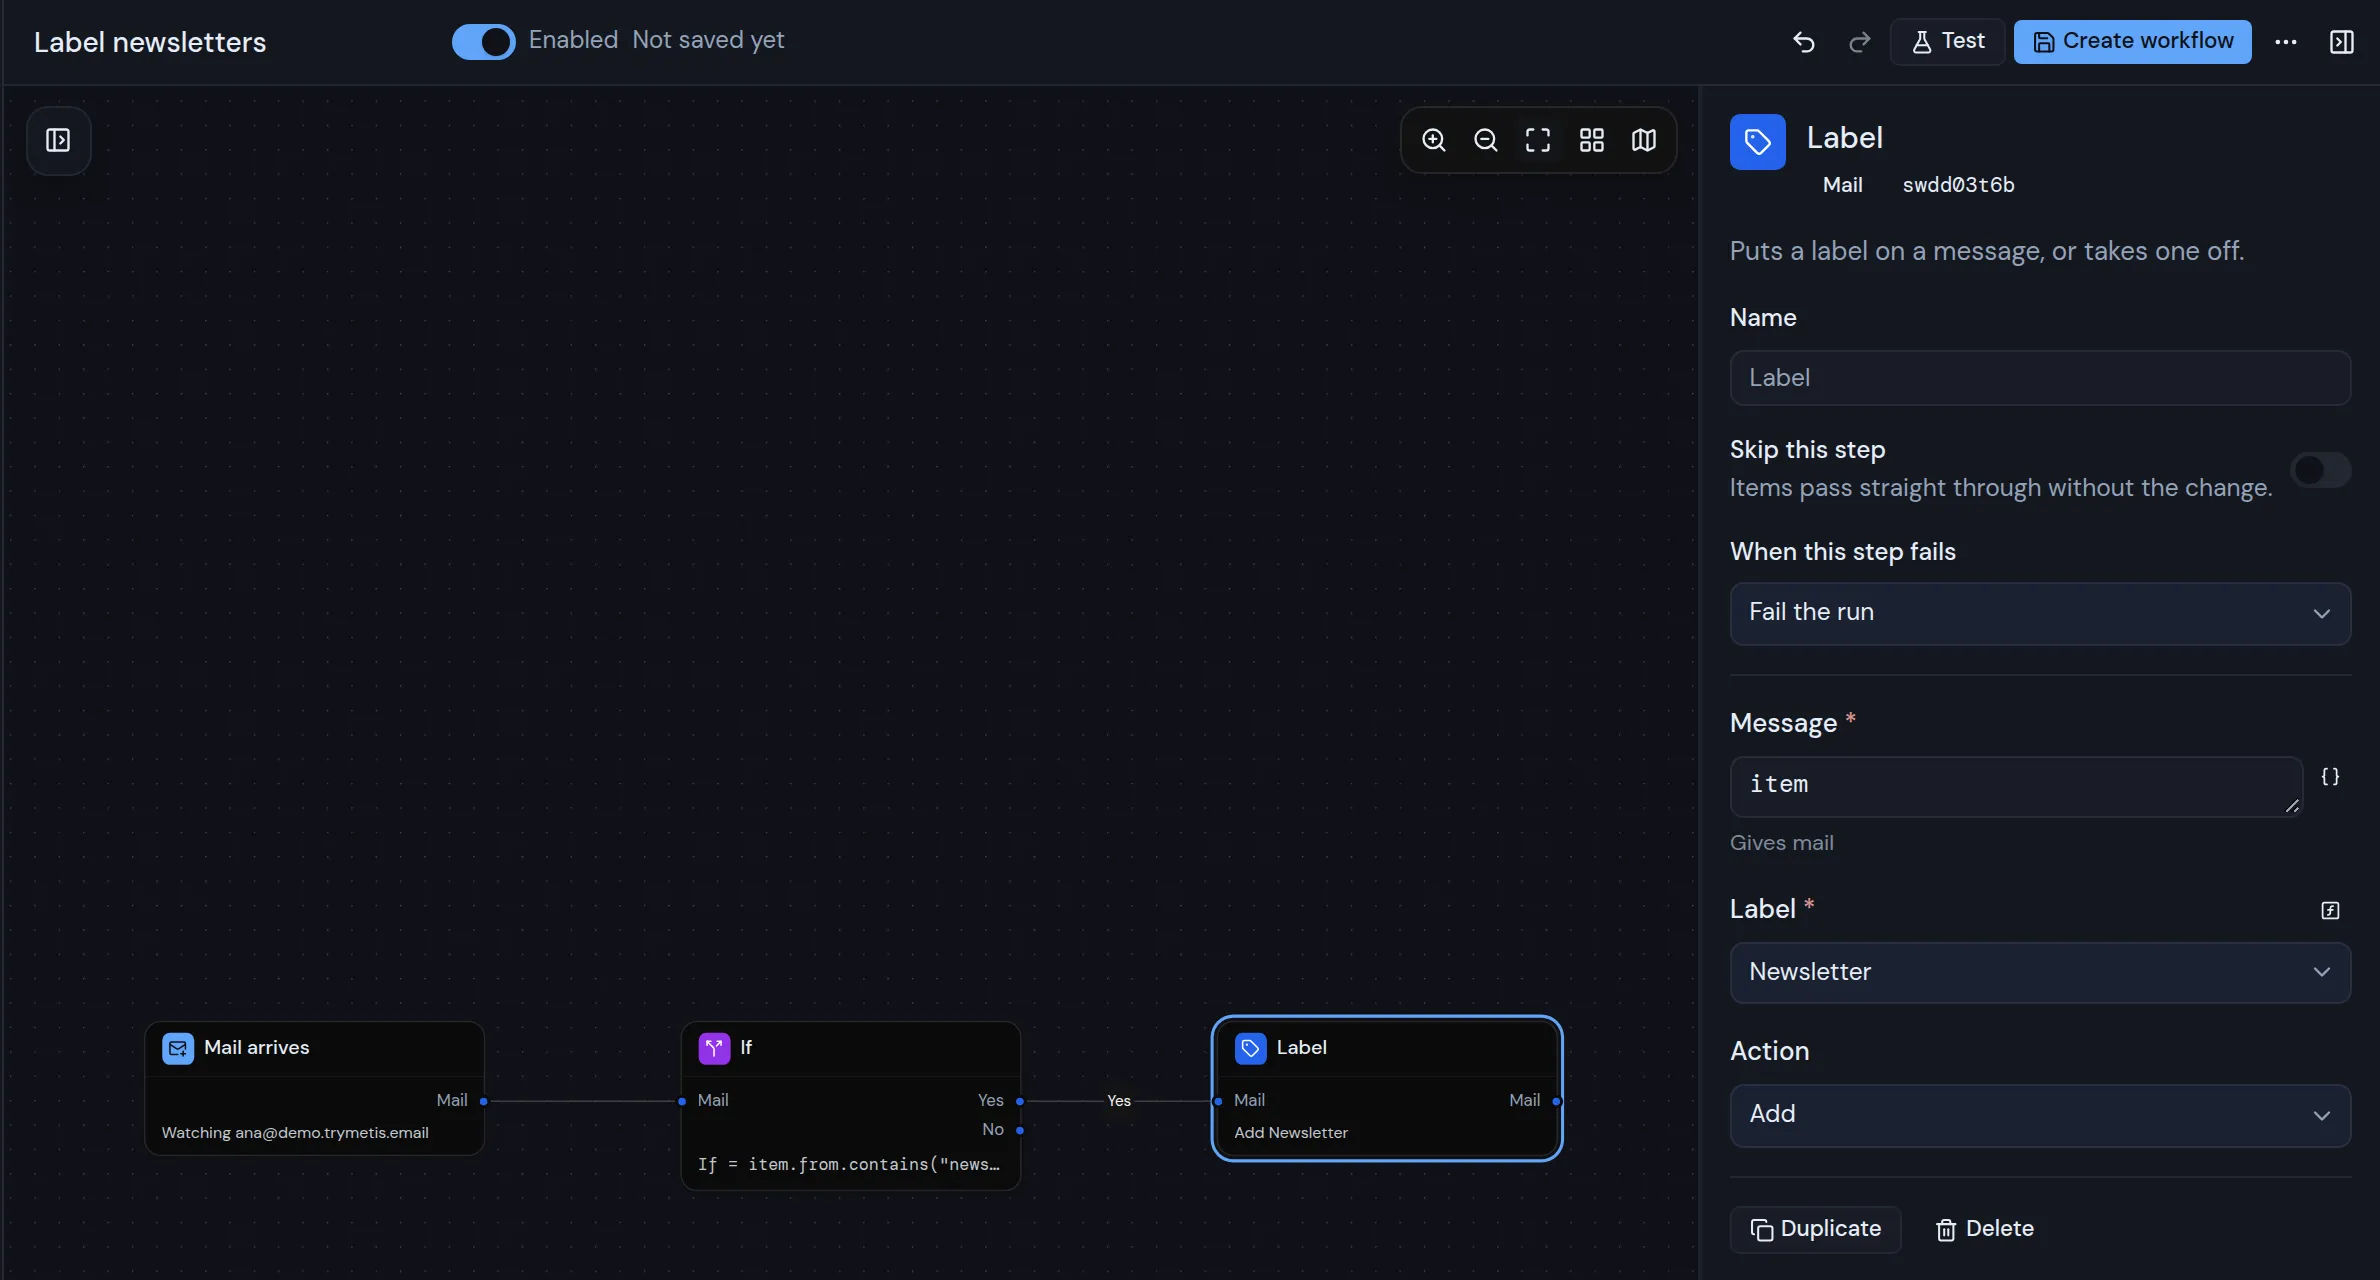 Label newsletters
Enabled Not saved yet
Test
Create workflow
Label
Mail swdd03t6b
Puts a label on a message, or takes one off.
Name
Label
Skip this step
Items pass straight through without the change.
When this step fails
Fail the run
Message *
item
{}
Gives mail
Label *
Newsletter
Action
Add
Duplicate
Delete
Mail arrives
Mail
Watching ana@demo.trymetis.email
If
Mail Yes
No
If = item.from.contains("news…
Yes
Label
Mail Mail
Add Newsletter